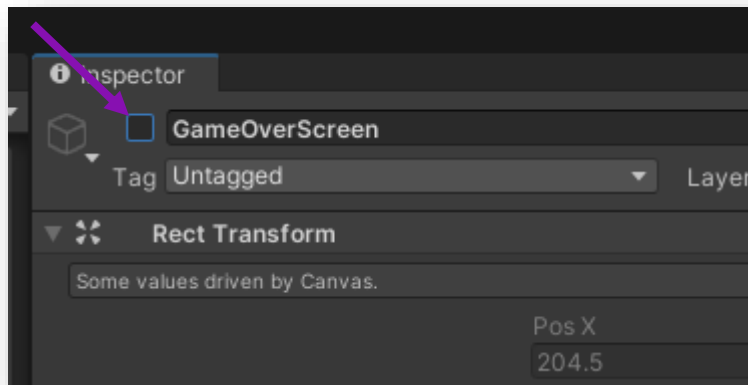 Inspector
GameOverScreen
Tag Untagged Layer
Rect Transform
Some values driven by Canvas.
Pos X
204.5